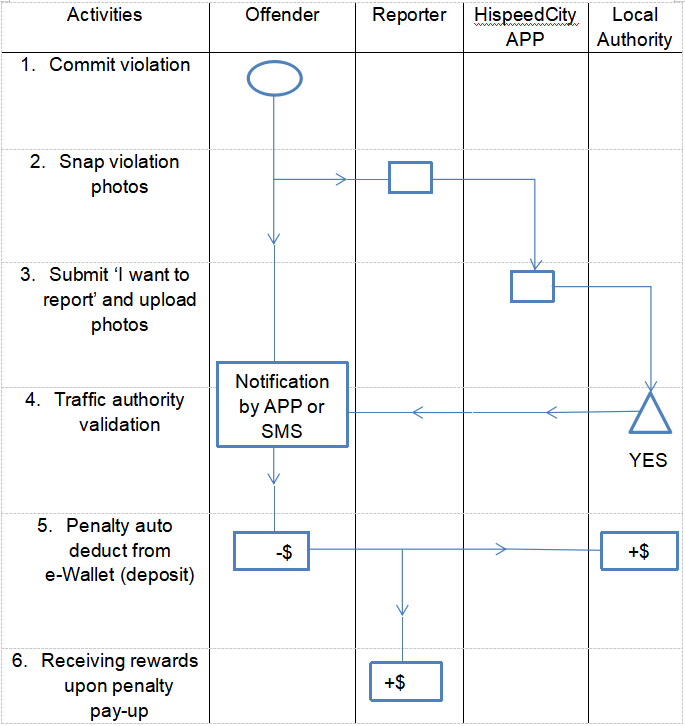 Activities Offender Reporter HispeedCity Local
APP Authority
1. Commit violation
2. Snap violation
photos
3. Submit ‘I want to
report’ and upload
photos
Notification
by APP or
SMS
4. Traffic authority
validation
YES
5. Penalty auto
deduct from
e-Wallet (deposit)
-$ +$
6. Receiving rewards
upon penalty
pay-up
+$